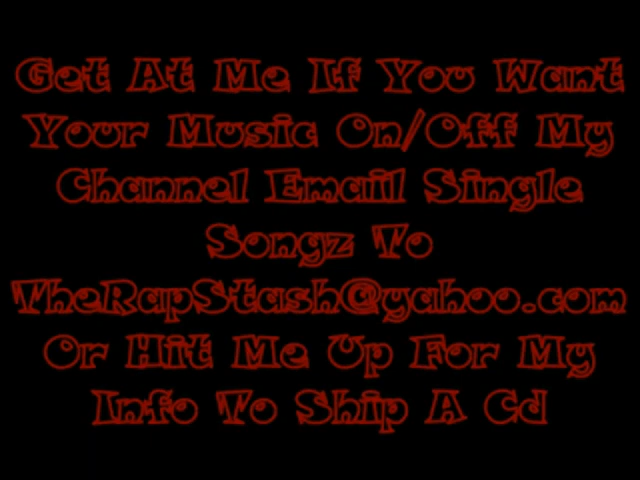 Get At Me If You Want
Your Music On/Off My
Channel Email Single
Songz To
TheRapStash@yahoo.com
Or Hit Me Up For My
Info To Ship A Cd